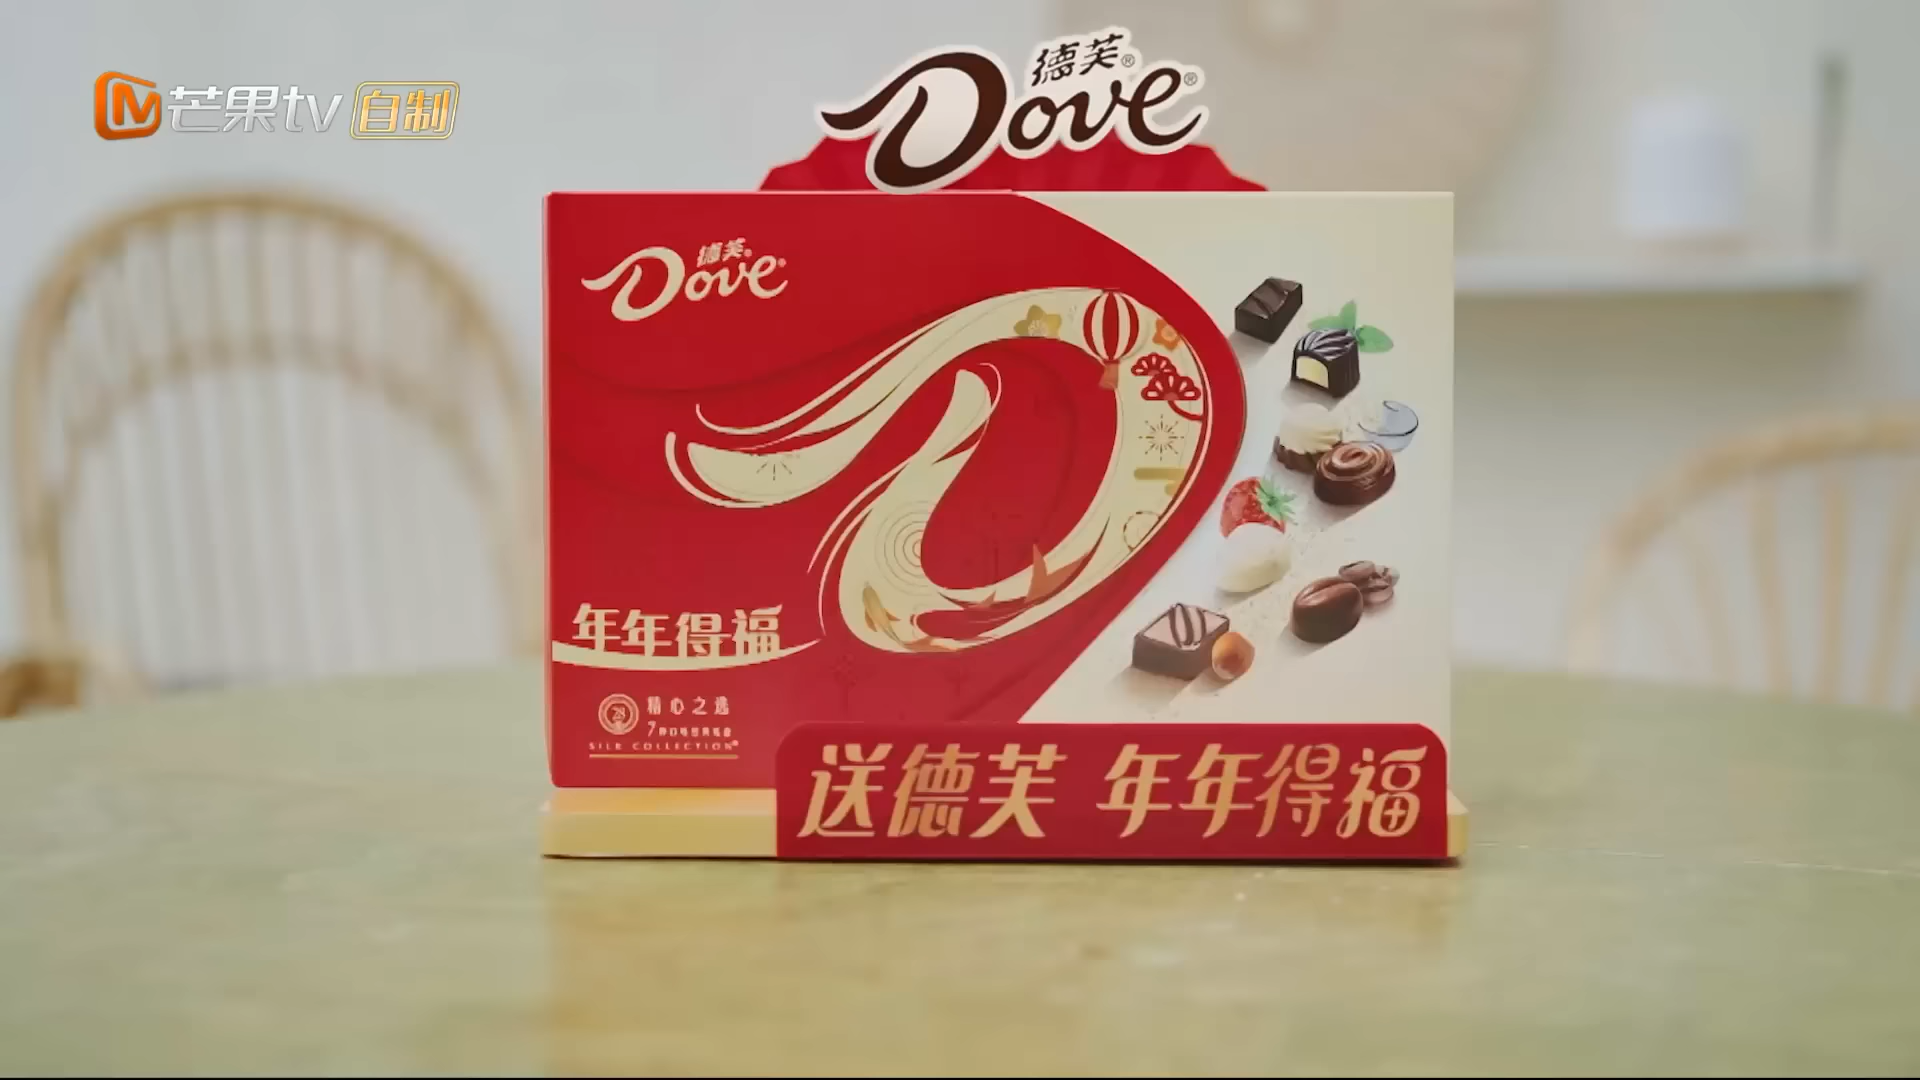 芒果tv 自制
德芙®
Dove®
德芙®
Dove®
年年得福
精心之选
SILK COLLECTION®
送德芙 年年得福